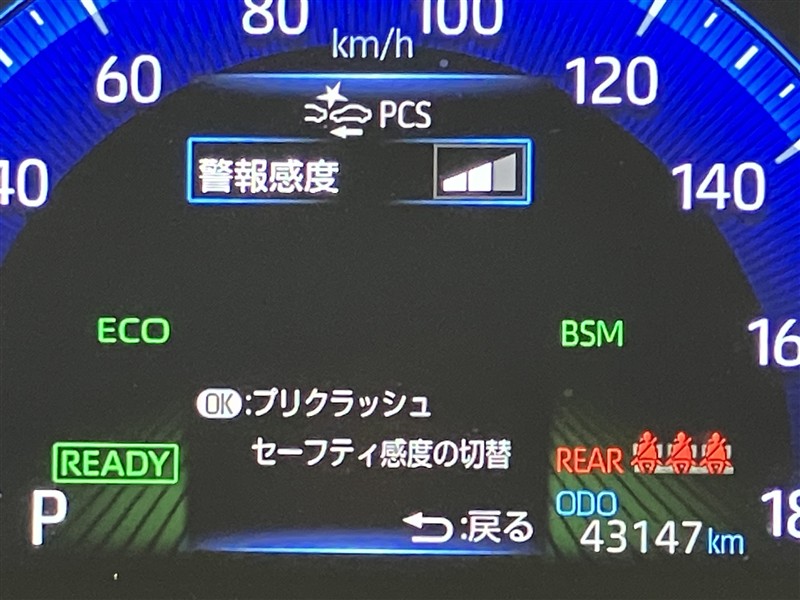 80
100
km/h
60
120
PCS
40
警報感度
140
ECO
BSM
OK:プリクラッシュ
セーフティ感度の切替
READY
REAR
P
ODO
:戻る
43147km